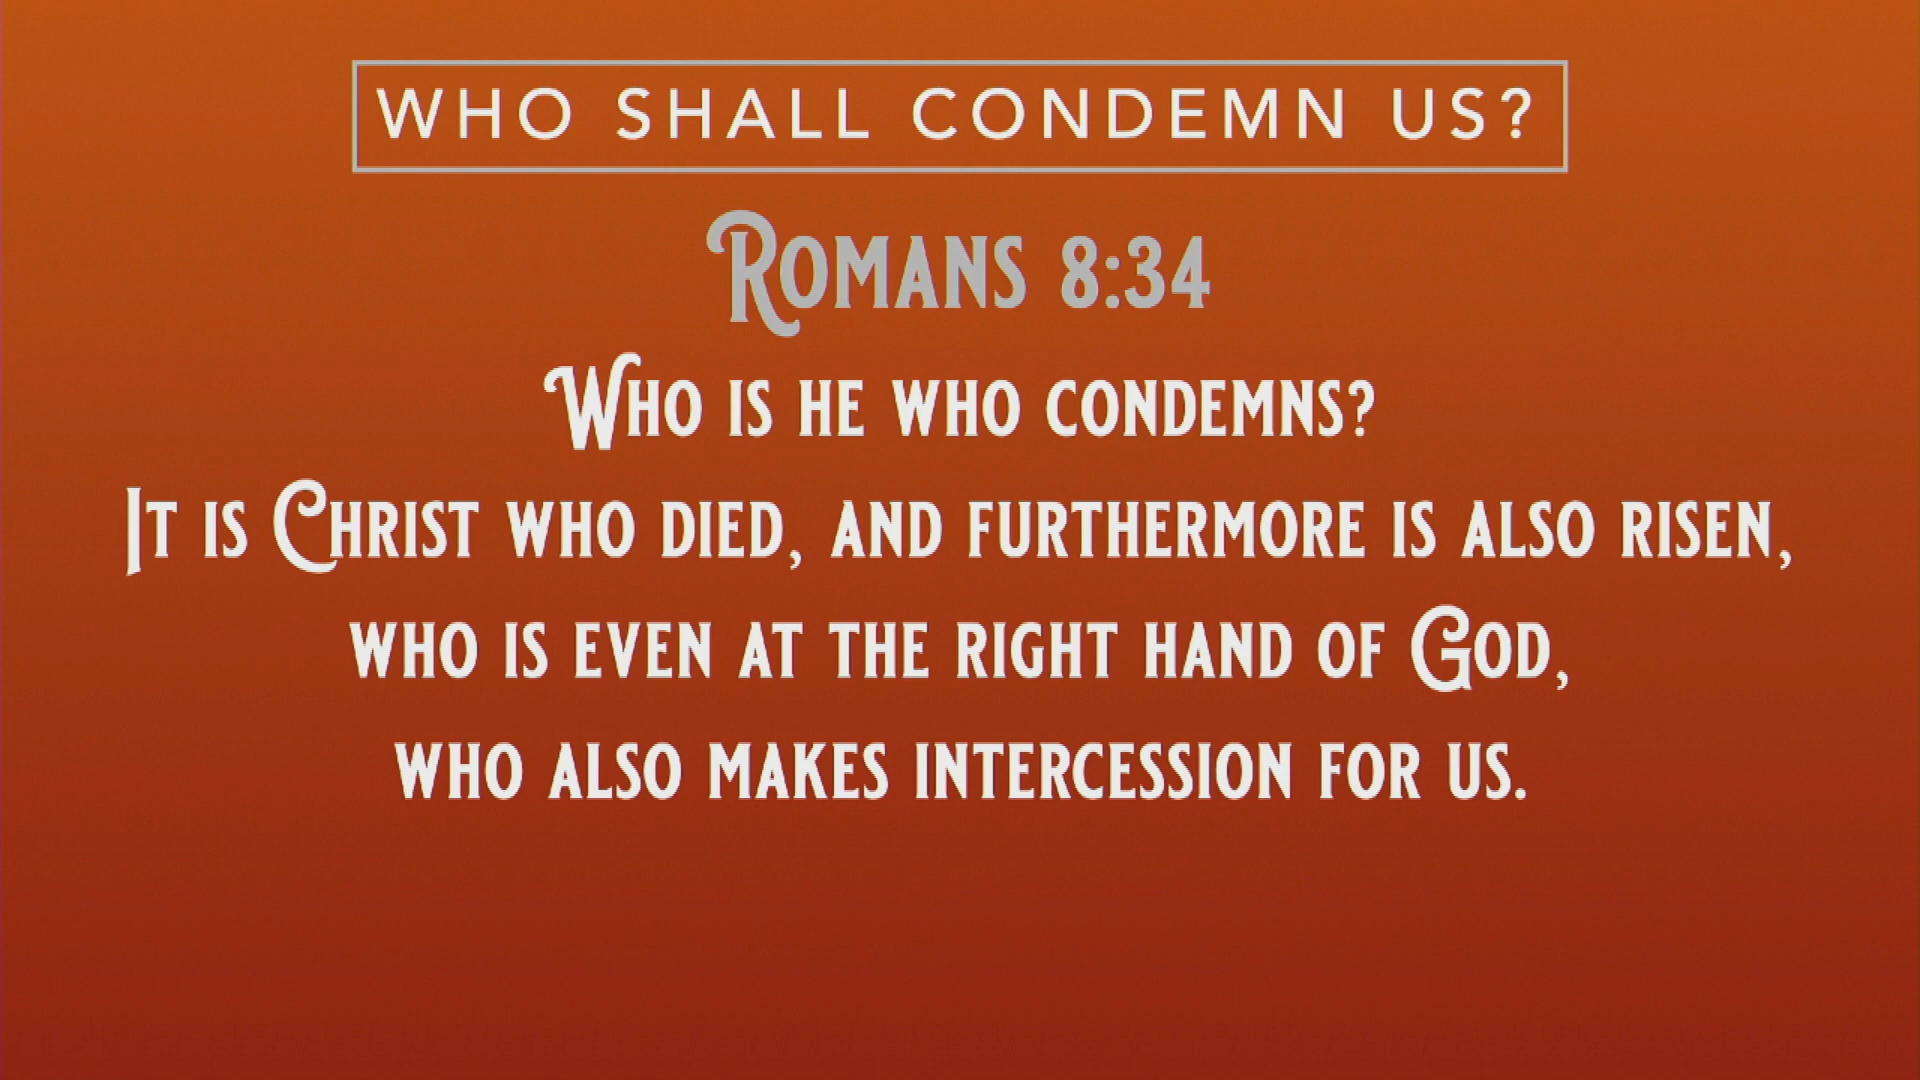 WHO SHALL CONDEMN US?
Romans 8:34
Who is he who condemns?
It is Christ who died, and furthermore is also risen,
who is even at the right hand of God,
who also makes intercession for us.